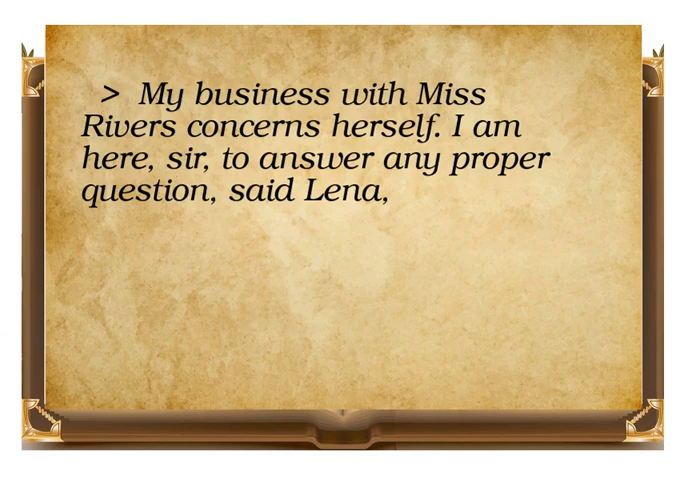 > My business with Miss
Rivers concerns herself. I am
here, sir, to answer any proper
question, said Lena,